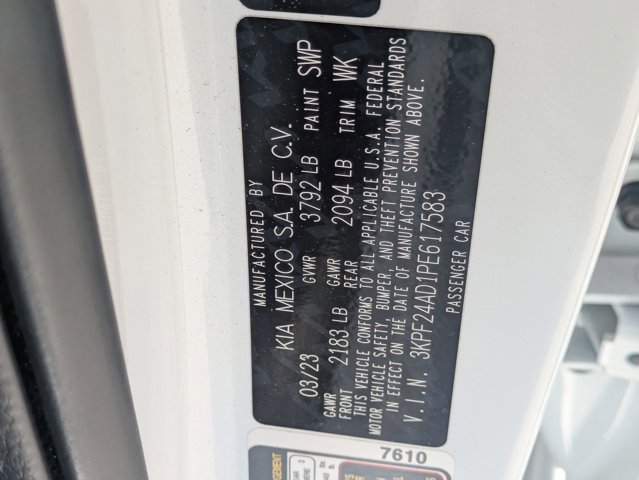 MANUFACTURED BY
KIA MEXICO S.A. DE C.V.
03/23 GVWR 3792 LB PAINT SWP
GAWR FRONT 2183 LB GAWR REAR 2094 LB TRIM WK
THIS VEHICLE CONFORMS TO ALL APPLICABLE U.S.A. FEDERAL
MOTOR VEHICLE SAFETY, BUMPER, AND THEFT PREVENTION STANDARDS
IN EFFECT ON THE DATE OF MANUFACTURE SHOWN ABOVE.
V.I.N. 3KPF24AD1PE617583
PASSENGER CAR
7610